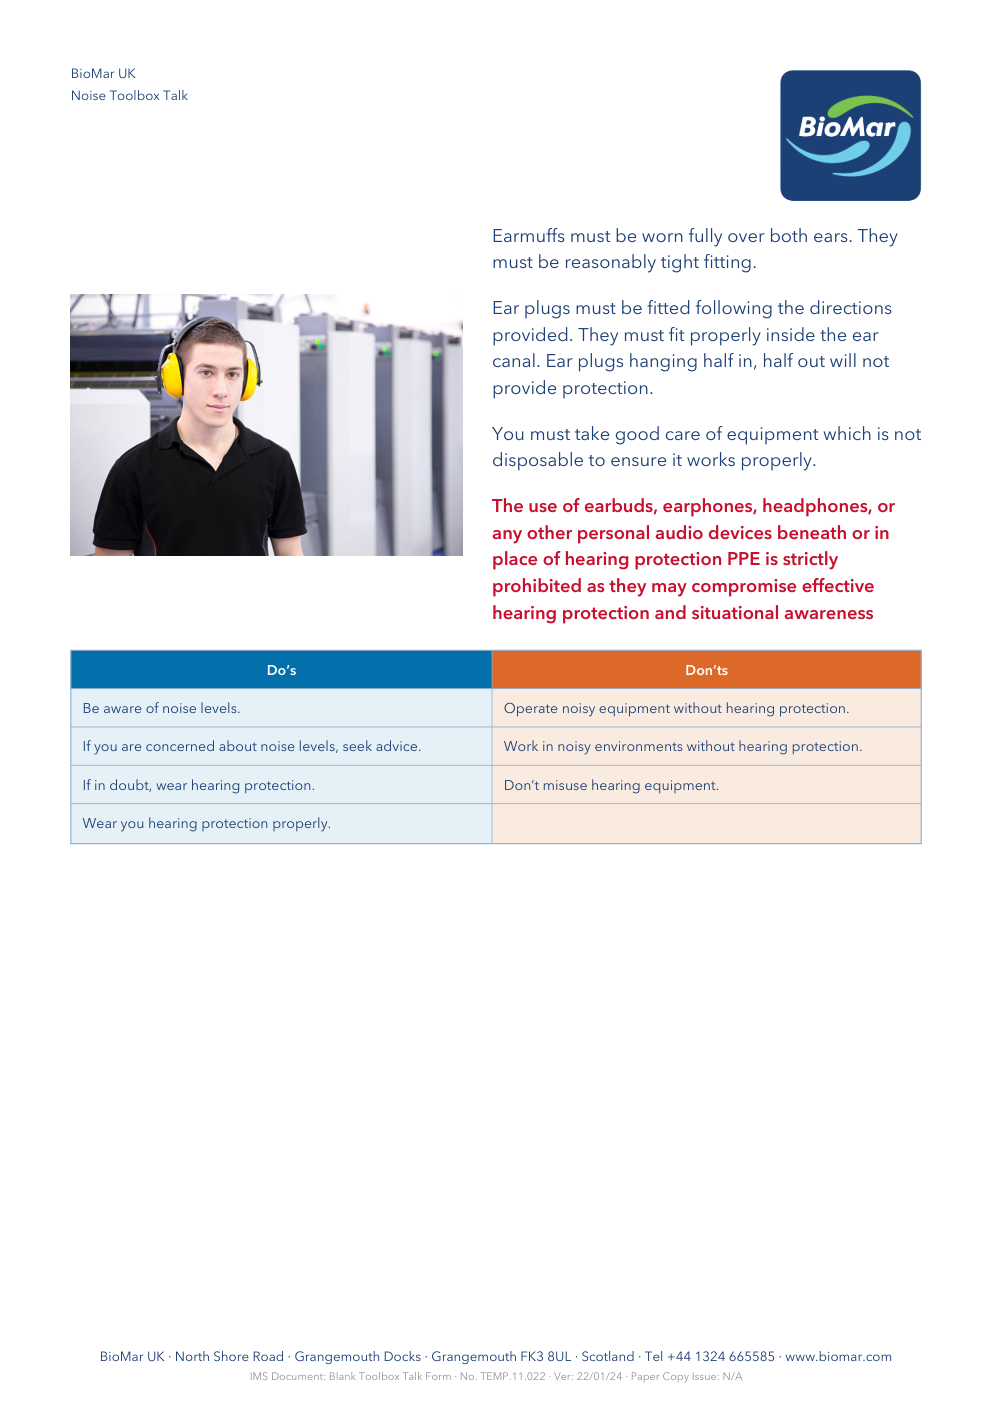 BioMar UK
Noise Toolbox Talk
BioMar
Earmuffs must be worn fully over both ears. They
must be reasonably tight fitting.
Ear plugs must be fitted following the directions
provided. They must fit properly inside the ear
canal. Ear plugs hanging half in, half out will not
provide protection.
You must take good care of equipment which is not
disposable to ensure it works properly.
The use of earbuds, earphones, headphones, or
any other personal audio devices beneath or in
place of hearing protection PPE is strictly
prohibited as they may compromise effective
hearing protection and situational awareness
Do’s Don’ts
Be aware of noise levels. Operate noisy equipment without hearing protection.
If you are concerned about noise levels, seek advice. Work in noisy environments without hearing protection.
If in doubt, wear hearing protection. Don’t misuse hearing equipment.
Wear you hearing protection properly.
BioMar UK · North Shore Road · Grangemouth Docks · Grangemouth FK3 8UL · Scotland · Tel +44 1324 665585 · www.biomar.com
IMS Document: Blank Toolbox Talk Form · No. TEMP.11.022 · Ver: 22/01/24 · Paper Copy Issue: N/A